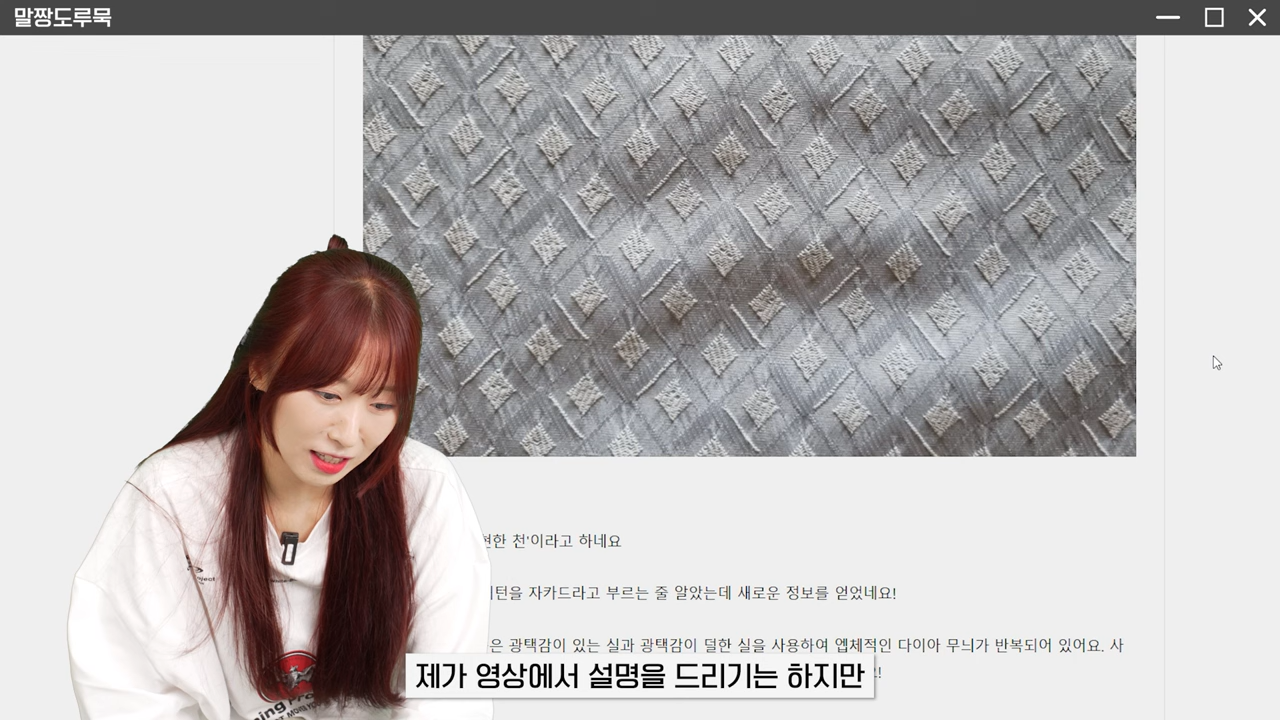 말짱도루묵
현한 천'이라고 하네요
턴을 자카드라고 부르는 줄 알았는데 새로운 정보를 얻었네요!
은 광택감이 있는 실과 광택감이 덜한 실을 사용하여 엡체적인 다이아 무늬가 반복되어 있어요. 사
제가 영상에서 설명을 드리기는 하지만